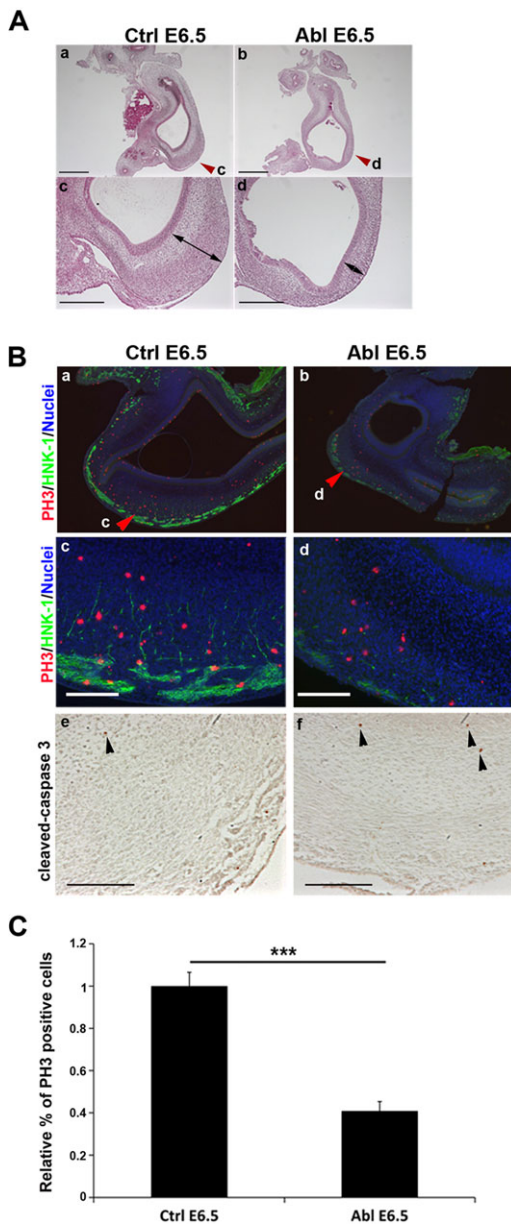 A
Ctrl E6.5
Abl E6.5
a
b
c
d
c
d
B
Ctrl E6.5
Abl E6.5
PH3/HNK-1/Nuclei
a
b
c
d
PH3/HNK-1/Nuclei
c
d
cleaved-caspase 3
e
f
C
Relative % of PH3 positive cells
1.2
1
0.8
0.6
0.4
0.2
0
***
Ctrl E6.5
Abl E6.5